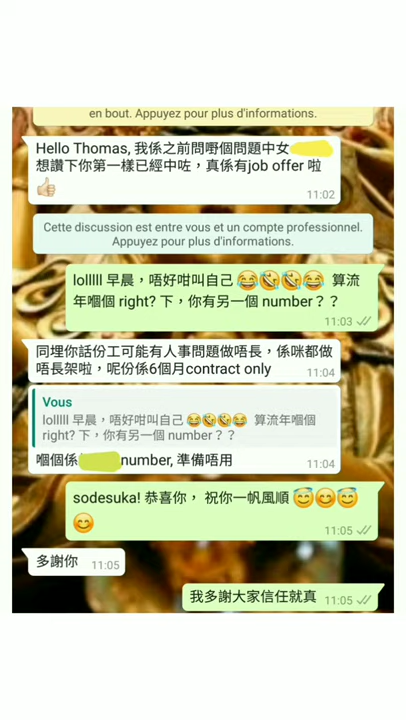 en bout. Appuyez pour plus d'informations.
Hello Thomas, 我係之前問嘢個問題中女
想讚下你第一樣已經中咗，真係有job offer 啦
👍🏻
11:02
Cette discussion est entre vous et un compte professionnel.
Appuyez pour plus d'informations.
lolllll 早晨，唔好咁叫自己 😂🤣🤣😂 算流
年嗰個 right? 下，你有另一個 number？？
11:03
同埋你話份工可能有人事問題做唔長，係咪都做
唔長架啦，呢份係6個月contract only
11:04
Vous
lolllll 早晨，唔好咁叫自己 😂🤣🤣😂 算流年嗰個
right? 下，你有另一個 number？？
嗰個係 number, 準備唔用
11:04
sodesuka! 恭喜你， 祝你一帆風順 😇😊😇
😊
11:05
多謝你
11:05
我多謝大家信任就真
11:05